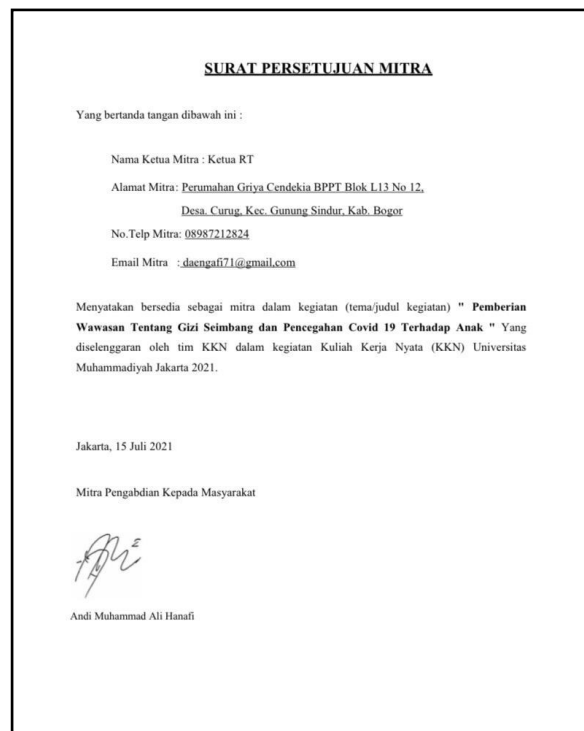 SURAT PERSETUJUAN MITRA
Yang bertanda tangan dibawah ini :
Nama Ketua Mitra : Ketua RT
Alamat Mitra : Perumahan Griya Cendekia BPPT Blok L13 No 12,
Desa. Curug, Kec. Gunung Sindur, Kab. Bogor
No.Telp Mitra: 08987212824
Email Mitra : daengafi71@gmail,com
Menyatakan bersedia sebagai mitra dalam kegiatan (tema/judul kegiatan) " Pemberian
Wawasan Tentang Gizi Seimbang dan Pencegahan Covid 19 Terhadap Anak " Yang
diselenggaran oleh tim KKN dalam kegiatan Kuliah Kerja Nyata (KKN) Universitas
Muhammadiyah Jakarta 2021.
Jakarta, 15 Juli 2021
Mitra Pengabdian Kepada Masyarakat
Andi Muhammad Ali Hanafi